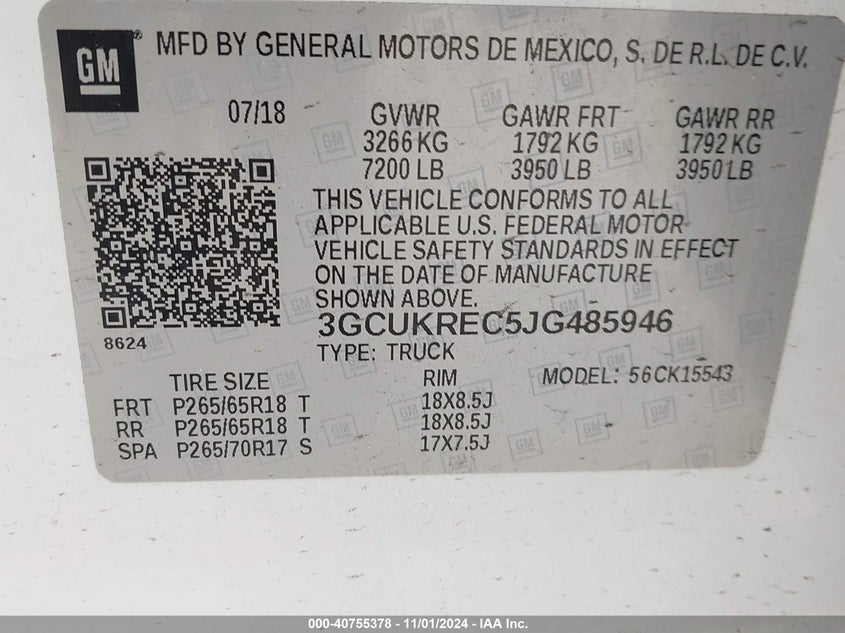 GM MFD BY GENERAL MOTORS DE MEXICO, S. DE R.L. DE C.V.
07/18 GVWR GAWR FRT GAWR RR
3266 KG 1792 KG 1792 KG
7200 LB 3950 LB 3950 LB
THIS VEHICLE CONFORMS TO ALL
APPLICABLE U.S. FEDERAL MOTOR
VEHICLE SAFETY STANDARDS IN EFFECT
ON THE DATE OF MANUFACTURE
SHOWN ABOVE.
3GCUKREC5JG485946
8624
TYPE: TRUCK
TIRE SIZE RIM MODEL: 56CK15543
FRT P265/65R18 T 18X8.5J
RR P265/65R18 T 18X8.5J
SPA P265/70R17 S 17X7.5J
000-40755378 - 11/01/2024 - IAA Inc.